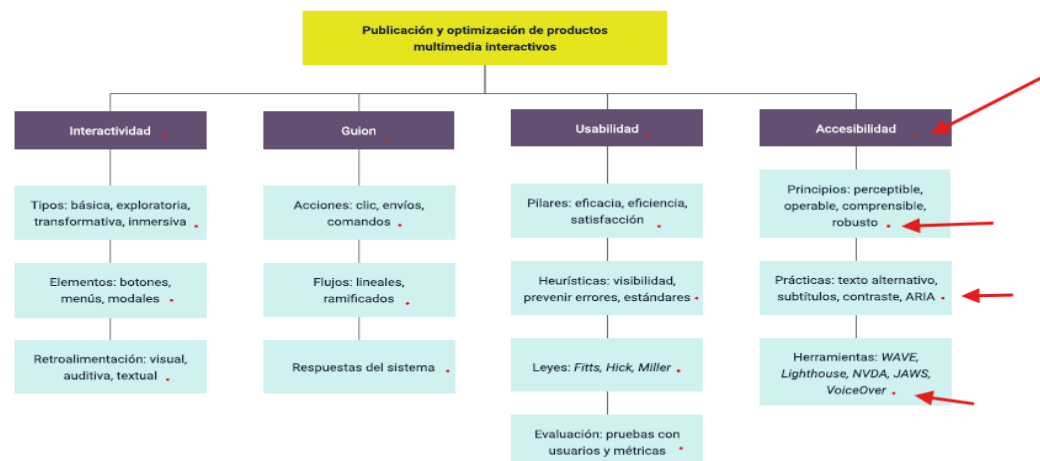 Publicación y optimización de productos
multimedia interactivos
Interactividad
Guion
Usabilidad
Accesibilidad
Tipos: básica, exploratoria,
transformativa, inmersiva
Acciones: clic, envíos,
comandos
Pilares: eficacia, eficiencia,
satisfacción
Principios: perceptible,
operable, comprensible,
robusto
Elementos: botones,
menús, modales
Flujos: lineales,
ramificados
Heurísticas: visibilidad,
prevenir errores, estándares
Prácticas: texto alternativo,
subtítulos, contraste, ARIA
Retroalimentación: visual,
auditiva, textual
Respuestas del sistema
Leyes: Fitts, Hick, Miller
Herramientas: WAVE,
Lighthouse, NVDA, JAWS,
VoiceOver
Evaluación: pruebas con
usuarios y métricas